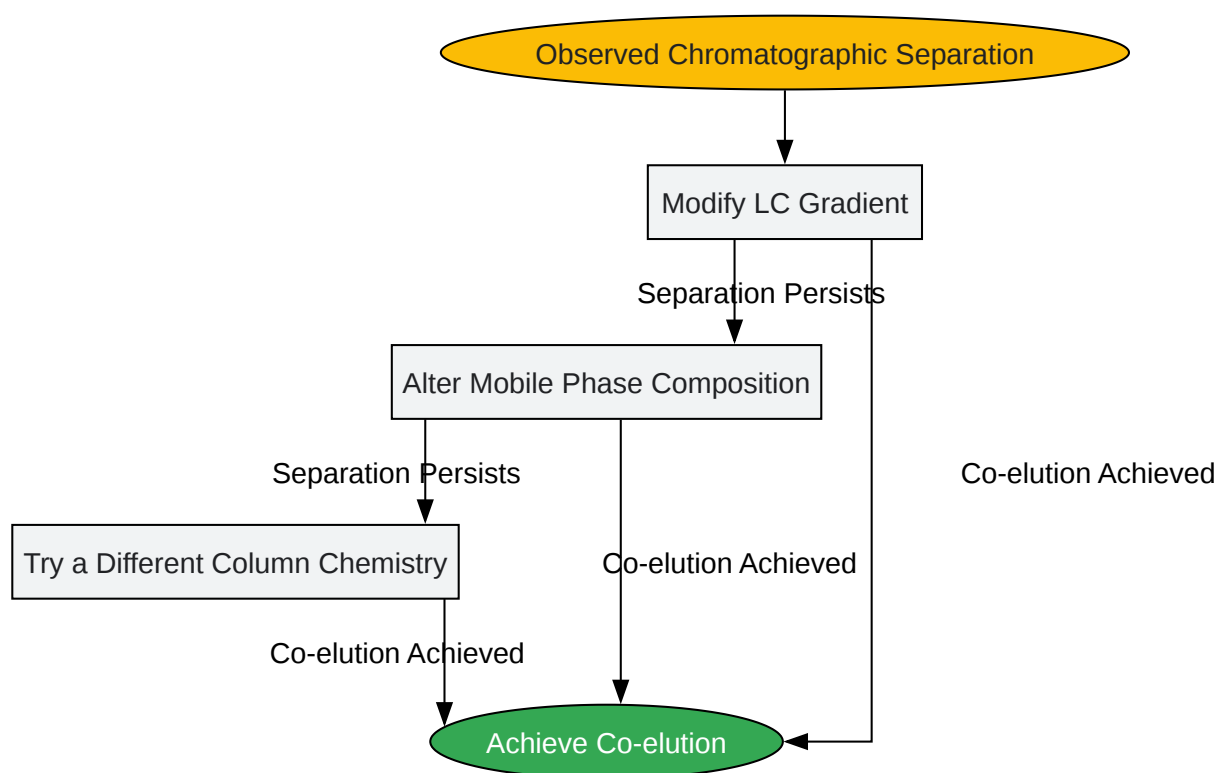 Observed Chromatographic Separation
Modify LC Gradient
Separation Persists
Alter Mobile Phase Composition
Separation Persists
Co-elution Achieved
Try a Different Column Chemistry
Co-elution Achieved
Co-elution Achieved
Achieve Co-elution